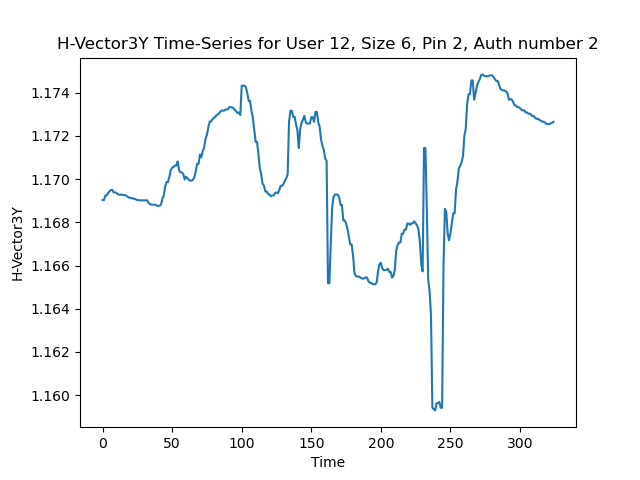 H-Vector3Y Time-Series for User 12, Size 6, Pin 2, Auth number 2
H-Vector3Y
1.174
1.172
1.170
1.168
1.166
1.164
1.162
1.160
0 50 100 150 200 250 300
Time